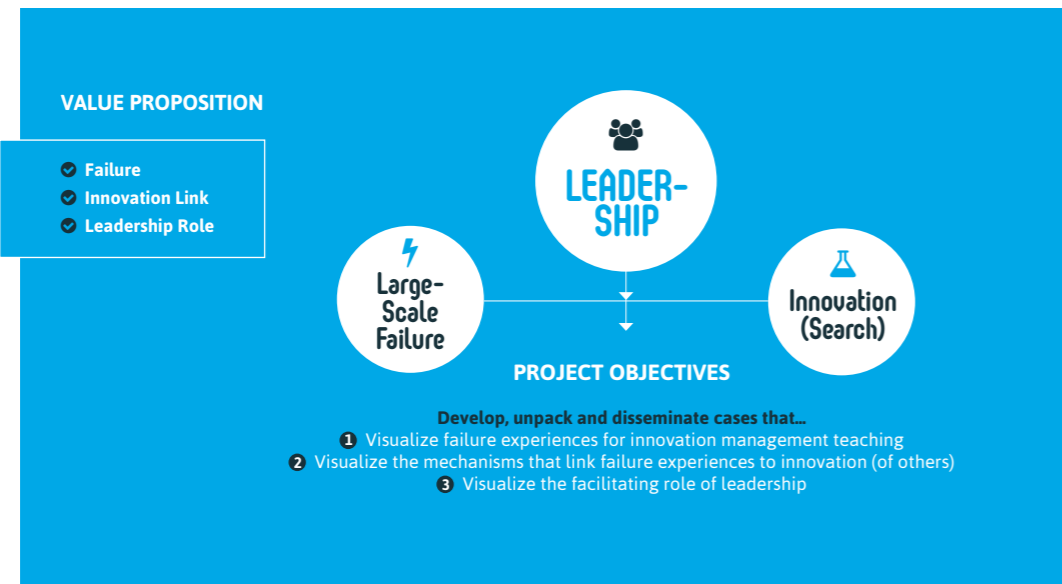 VALUE PROPOSITION
Failure
Innovation Link
Leadership Role
LEADER-
SHIP
Large-
Scale
Failure
Innovation
(Search)
PROJECT OBJECTIVES
Develop, unpack and disseminate cases that...
1 Visualize failure experiences for innovation management teaching
2 Visualize the mechanisms that link failure experiences to innovation (of others)
3 Visualize the facilitating role of leadership